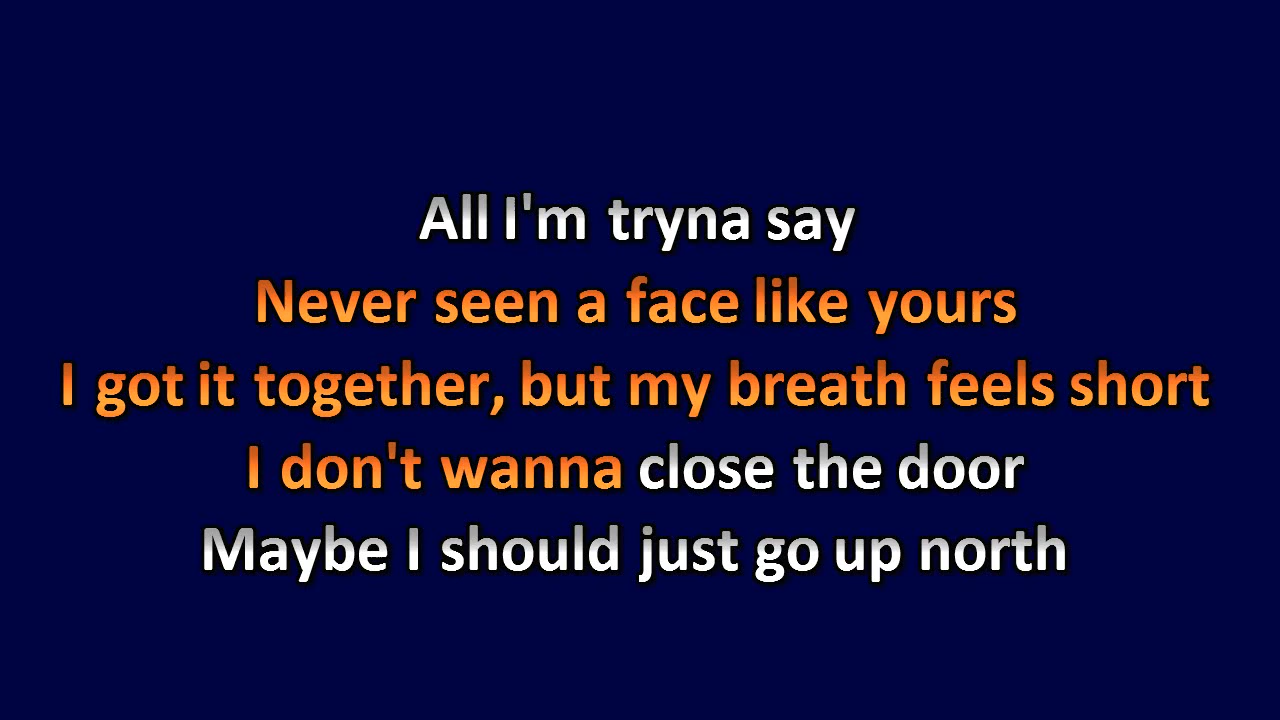 All I'm tryna say
Never seen a face like yours
I got it together, but my breath feels short
I don't wanna close the door
Maybe I should just go up north